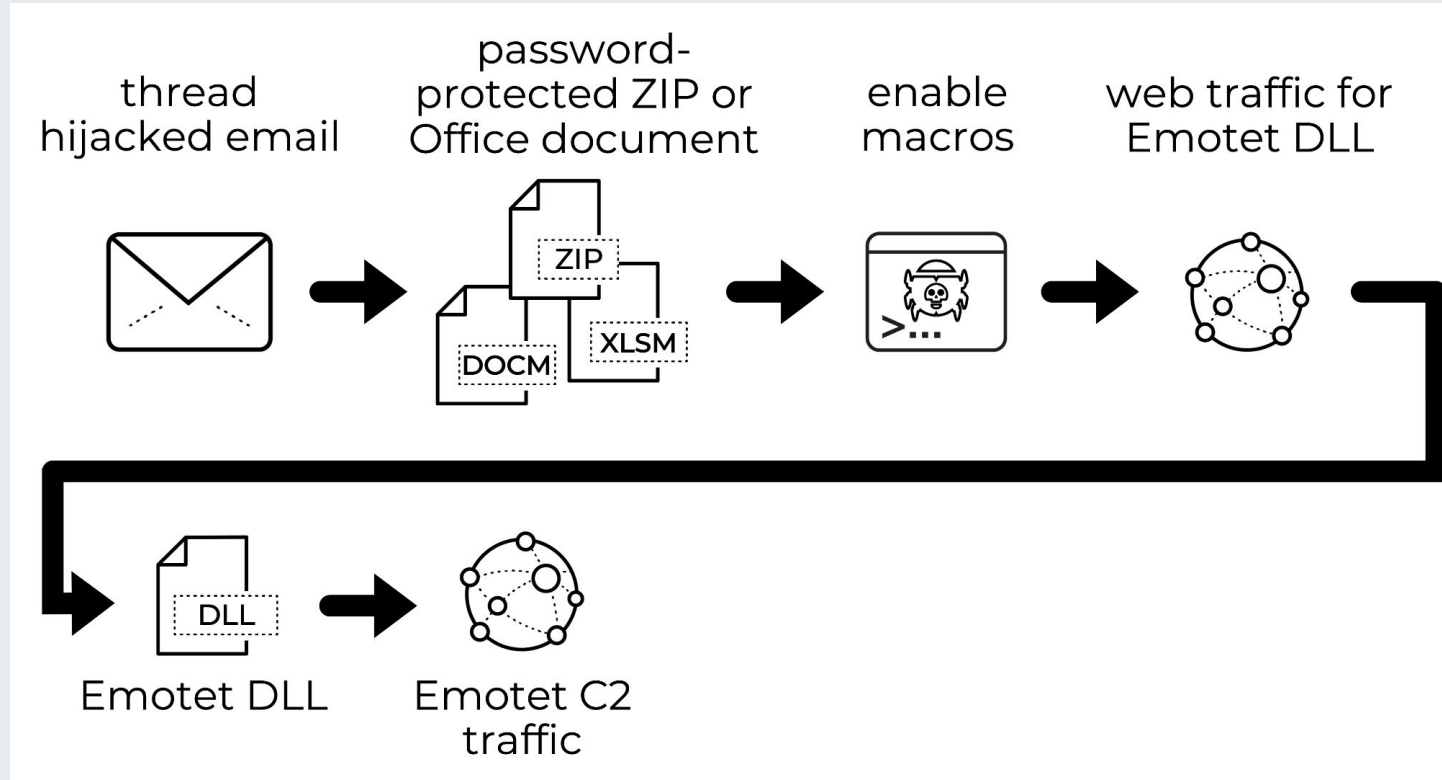 thread
hijacked email
password-
protected ZIP or
Office document
enable
macros
web traffic for
Emotet DLL
ZIP
DOCM
XLSM
>...
DLL
Emotet DLL
Emotet C2
traffic